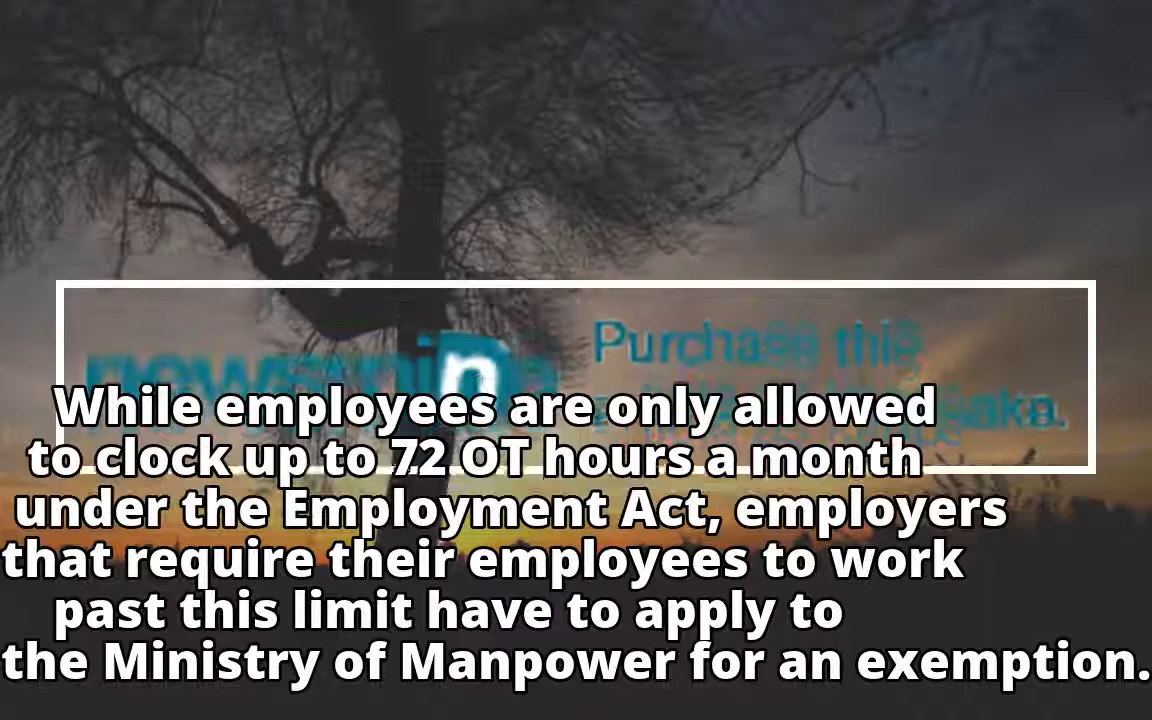 Purchase this
While employees are only allowed
to clock up to 72 OT hours a month
under the Employment Act, employers
that require their employees to work
past this limit have to apply to
the Ministry of Manpower for an exemption.